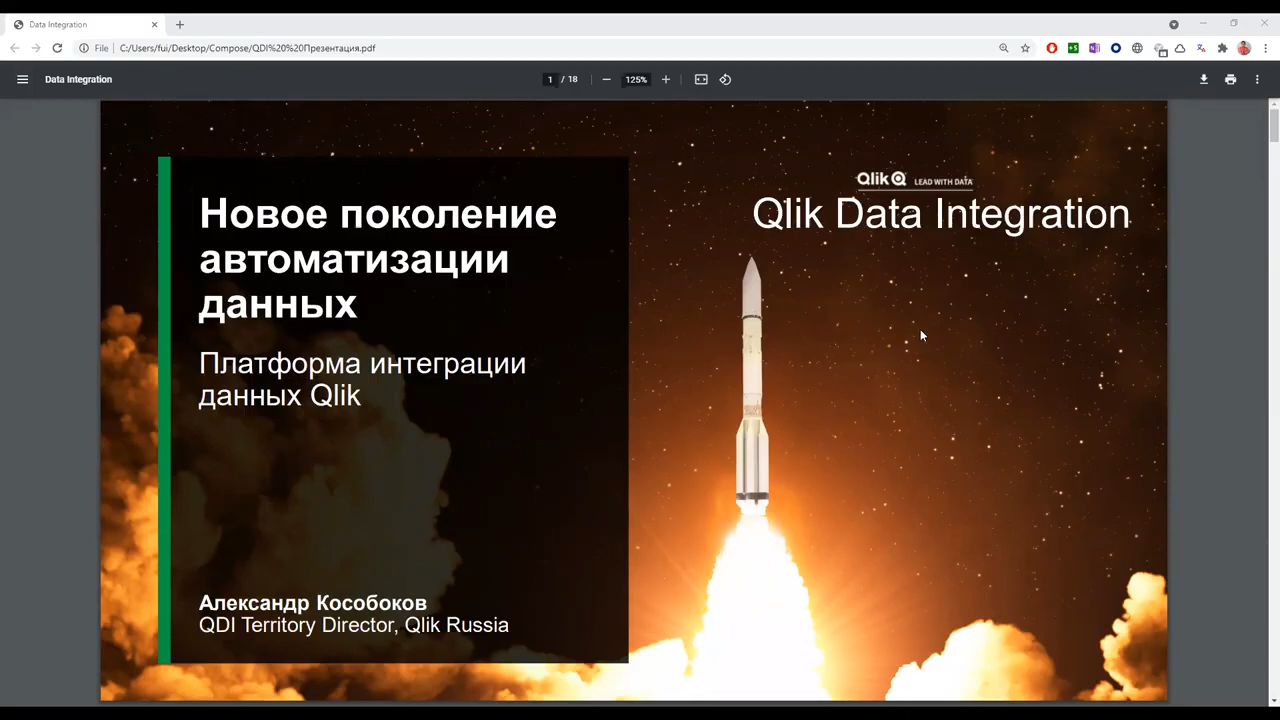 Data Integration
File
C:/Users/fui/Desktop/Compose/QDI%20%20Презентация.pdf
Data Integration
1 / 18
125%
Новое поколение
автоматизации
данных
Платформа интеграции
данных Qlik
Александр Кособоков
QDI Territory Director, Qlik Russia
Qlik LEAD WITH DATA
Qlik Data Integration